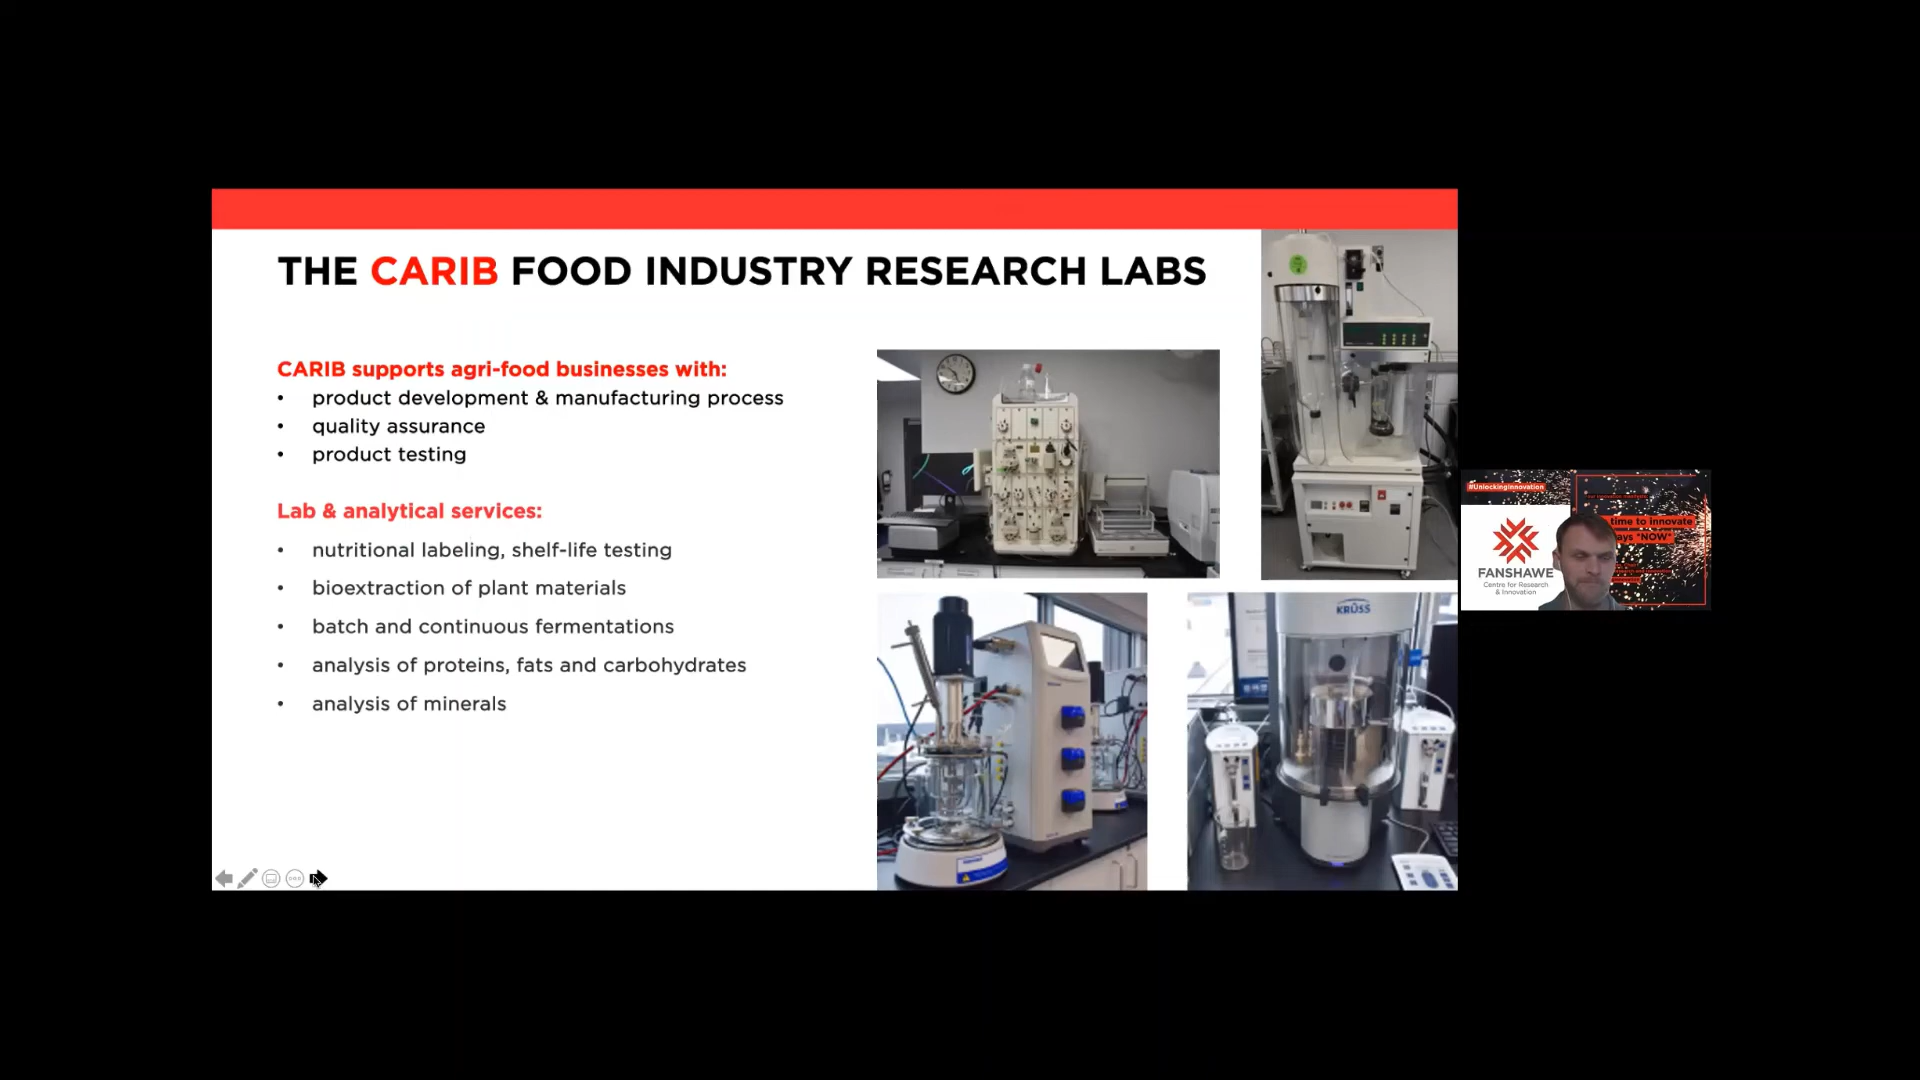 THE CARIB FOOD INDUSTRY RESEARCH LABS
CARIB supports agri-food businesses with:
• product development & manufacturing process
• quality assurance
• product testing
Lab & analytical services:
• nutritional labeling, shelf-life testing
• bioextraction of plant materials
• batch and continuous fermentations
• analysis of proteins, fats and carbohydrates
• analysis of minerals
KRÜSS
#UnlockingInnovation
time to innovate
"NOW"
FANSHAWE
Centre for Research
& Innovation